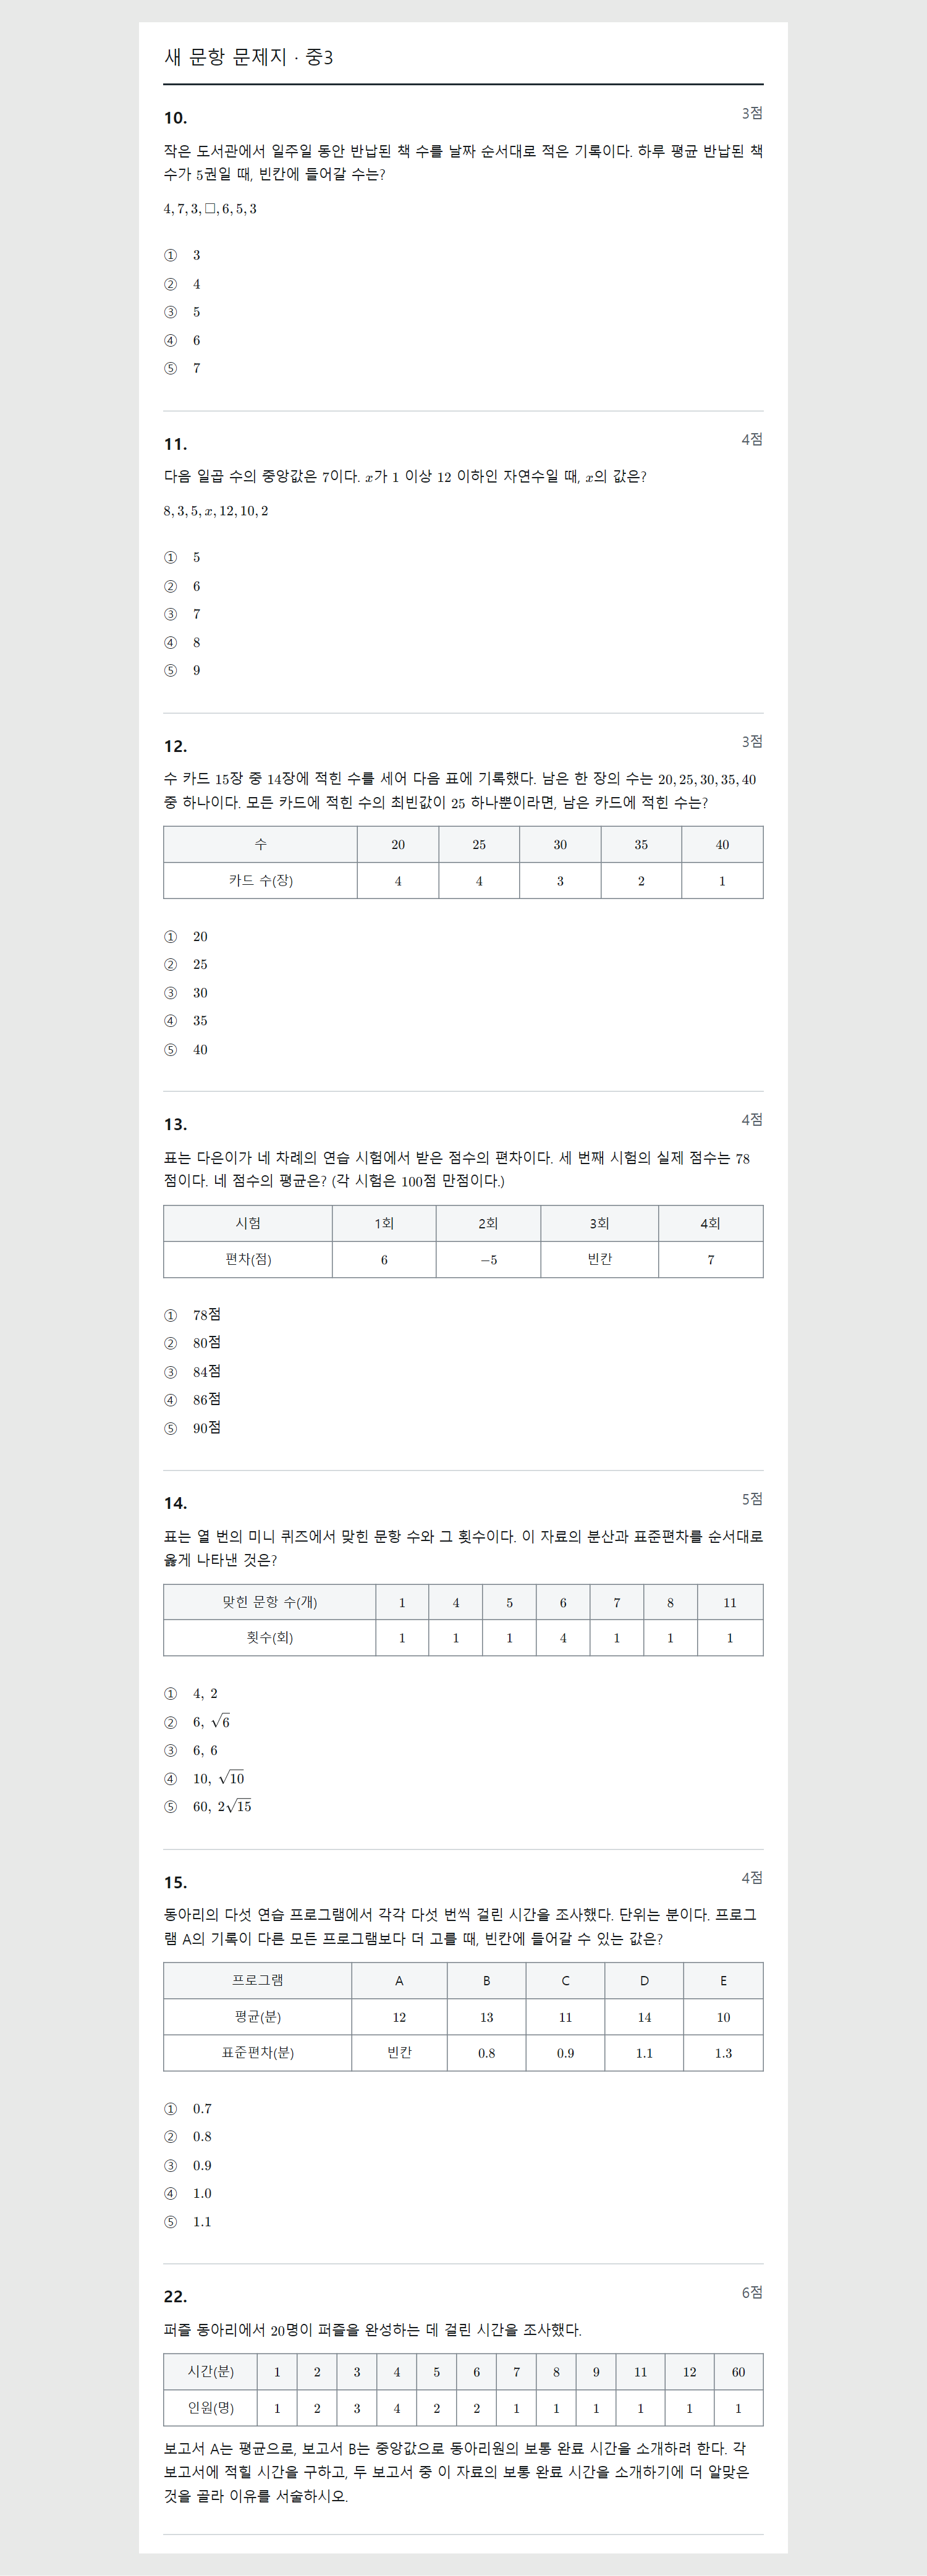 새 문항 문제지 · 중3
10.
3점
작은 도서관에서 일주일 동안 반납된 책 수를 날짜 순서대로 적은 기록이다. 하루 평균 반납된 책
수가 5권일 때, 빈칸에 들어갈 수는?
4, 7, 3, □, 6, 5, 3
① 3
② 4
③ 5
④ 6
⑤ 7
11.
4점
다음 일곱 수의 중앙값은 7이다. x가 1 이상 12 이하인 자연수일 때, x의 값은?
8, 3, 5, x, 12, 10, 2
① 5
② 6
③ 7
④ 8
⑤ 9
12.
3점
수 카드 15장 중 14장에 적힌 수를 세어 다음 표에 기록했다. 남은 한 장의 수는 20, 25, 30, 35, 40
중 하나이다. 모든 카드에 적힌 수의 최빈값이 25 하나뿐이라면, 남은 카드에 적힌 수는?
수 20 25 30 35 40
카드 수(장) 4 4 3 2 1
① 20
② 25
③ 30
④ 35
⑤ 40
13.
4점
표는 다은이가 네 차례의 연습 시험에서 받은 점수의 편차이다. 세 번째 시험의 실제 점수는 78
점이다. 네 점수의 평균은? (각 시험은 100점 만점이다.)
시험 1회 2회 3회 4회
편차(점) 6 −5 빈칸 7
① 78점
② 80점
③ 84점
④ 86점
⑤ 90점
14.
5점
표는 열 번의 미니 퀴즈에서 맞힌 문항 수와 그 횟수이다. 이 자료의 분산과 표준편차를 순서대로
옳게 나타낸 것은?
맞힌 문항 수(개) 1 4 5 6 7 8 11
횟수(회) 1 1 1 4 1 1 1
① 4, 2
② 6, √6
③ 6, 6
④ 10, √10
⑤ 60, 2√15
15.
4점
동아리의 다섯 연습 프로그램에서 각각 다섯 번씩 걸린 시간을 조사했다. 단위는 분이다. 프로그
램 A의 기록이 다른 모든 프로그램보다 더 고를 때, 빈칸에 들어갈 수 있는 값은?
프로그램 A B C D E
평균(분) 12 13 11 14 10
표준편차(분) 빈칸 0.8 0.9 1.1 1.3
① 0.7
② 0.8
③ 0.9
④ 1.0
⑤ 1.1
22.
6점
퍼즐 동아리에서 20명이 퍼즐을 완성하는 데 걸린 시간을 조사했다.
시간(분) 1 2 3 4 5 6 7 8 9 11 12 60
인원(명) 1 2 3 4 2 2 1 1 1 1 1 1
보고서 A는 평균으로, 보고서 B는 중앙값으로 동아리원의 보통 완료 시간을 소개하려 한다. 각
보고서에 적힐 시간을 구하고, 두 보고서 중 이 자료의 보통 완료 시간을 소개하기에 더 알맞은
것을 골라 이유를 서술하시오.